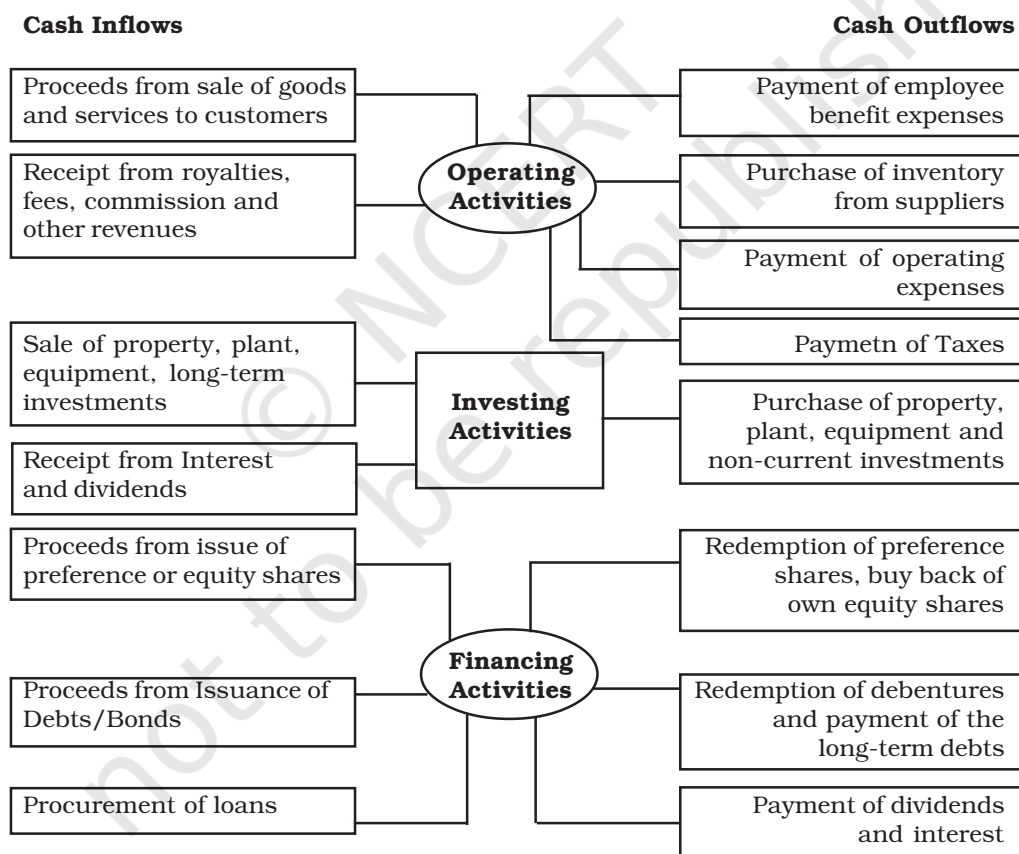 Cash Inflows
Cash Outflows
Proceeds from sale of goods
and services to customers
Receipt from royalties,
fees, commission and
other revenues
Operating
Activities
Payment of employee
benefit expenses
Purchase of inventory
from suppliers
Payment of operating
expenses
Paymetn of Taxes
Sale of property, plant,
equipment, long-term
investments
Receipt from Interest
and dividends
Investing
Activities
Purchase of property,
plant, equipment and
non-current investments
Proceeds from issue of
preference or equity shares
Proceeds from Issuance of
Debts/Bonds
Procurement of loans
Financing
Activities
Redemption of preference
shares, buy back of
own equity shares
Redemption of debentures
and payment of the
long-term debts
Payment of dividends
and interest
© NCERT
not to be republish